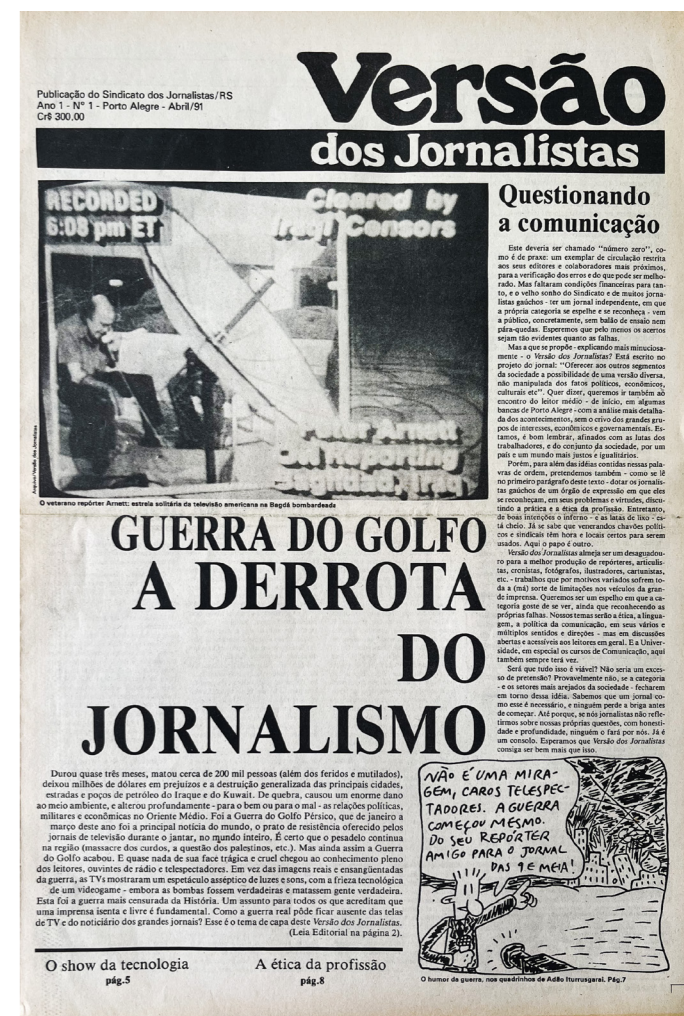 Publicação do Sindicato dos Jornalistas/RS
Ano 1 - Nº 1 - Porto Alegre - Abril/91
Cr$ 300,00
Versão
dos Jornalistas
RECORDED
6:08 pm ET
Cleared by
Iraqi Censors
Arnett
CNN Reporting
Baghdad, Iraq
Arquivo/Versão dos Jornalistas
O veterano repórter Arnett: estrela solitária da televisão americana na Bagdá bombardeada
GUERRA DO GOLFO
A DERROTA
DO
JORNALISMO
Durou quase três meses, matou cerca de 200 mil pessoas (além dos feridos e mutilados),
deixou milhões de dólares em prejuízos e a destruição generalizada das principais cidades,
estradas e poços de petróleo do Iraque e do Kuwait. De quebra, causou um enorme dano
ao meio ambiente, e alterou profundamente - para o bem ou para o mal - as relações políticas,
militares e econômicas no Oriente Médio. Foi a Guerra do Golfo Pérsico, que de janeiro a
março deste ano foi a principal notícia do mundo, o prato de resistência oferecido pelos
jornais de televisão durante o jantar, no mundo inteiro. É certo que o pesadelo continua
na região (massacre dos curdos, a questão dos palestinos, etc.). Mas ainda assim a Guerra
do Golfo acabou. E quase nada de sua face trágica e cruel chegou ao conhecimento pleno
dos leitores, ouvintes de rádio e telespectadores. Em vez das imagens reais e ensangüentadas
da guerra, as TVs mostraram um espetáculo asséptico de luzes e sons, com a frieza tecnológica
de um videogame - embora as bombas fossem verdadeiras e matassem gente verdadeira.
Esta foi a guerra mais censurada da História. Um assunto para todos os que acreditam que
uma imprensa isenta e livre é fundamental. Como a guerra real pôde ficar ausente das telas
de TV e do noticiário dos grandes jornais? Esse é o tema de capa deste Versão dos Jornalistas.
(Leia Editorial na página 2).
O show da tecnologia
pág.5
A ética da profissão
pág.8
Questionando
a comunicação
Este deveria ser chamado "número zero", co-
mo é de praxe: um exemplar de circulação restrita
aos seus editores e colaboradores mais próximos,
para a verificação dos erros e do que pode ser melho-
rado. Mas faltaram condições financeiras para tan-
to, e o velho sonho do Sindicato e de muitos jorna-
listas gaúchos - ter um jornal independente, em que
a própria categoria se espelhe e se reconheça - vem
a público, concretamente, sem balão de ensaio nem
pára-quedas. Esperemos que pelo menos os acertos
sejam tão evidentes quanto as falhas.
Mas a que se propõe - explicando mais minuciosa-
mente - o Versão dos Jornalistas? Está escrito no
projeto do jornal: "Oferecer aos outros segmentos
da sociedade a possibilidade de uma versão diversa,
não manipulada dos fatos políticos, econômicos,
culturais etc". Quer dizer, queremos ir também ao
encontro do leitor médio - de início, em algumas
bancas de Porto Alegre - com a análise mais detalha-
da dos acontecimentos, sem o crivo dos grandes gru-
pos de interesses, econômicos e governamentais. Es-
tamos, é bom lembrar, afinados com as lutas dos
trabalhadores, e do conjunto da sociedade, por um
país e um mundo mais justos e igualitários.
Porém, para além das idéias contidas nessas pala-
vras de ordem, pretendemos também - como se lê
no primeiro parágrafo deste texto - dotar os jornalis-
tas gaúchos de um órgão de expressão em que eles
se reconheçam, em seus problemas e virtudes, discu-
tindo a prática e a ética da profissão. Entretanto,
de boas intenções o inferno - e as latas de lixo - es-
tá cheio. Já se sabe que venerandos chavões políti-
cos e sindicais têm hora e locais certos para serem
usados. Aqui o papo é outro.
Versão dos Jornalistas almeja ser um desaguadou-
ro para a melhor produção de repórteres, articulis-
tas, cronistas, fotógrafos, ilustradores, cartunistas,
etc. - trabalhos que por motivos variados sofrem to-
da a (má) sorte de limitações nos veículos da gran-
de imprensa. Queremos ser um espelho em que a ca-
tegoria goste de se ver, ainda que reconhecendo as
próprias falhas. Nossos temas serão a ética, a lingua-
gem, a política da comunicação, em seus vários e
múltiplos sentidos e direções - mas em discussões
abertas e acessíveis aos leitores em geral. E a Univer-
sidade, em especial os cursos de Comunicação, aqui
também sempre terá vez.
Será que tudo isso é viável? Não seria um exces-
so de pretensão? Provavelmente não, se a categoria
- e os setores mais arejados da sociedade - fecharem
em torno dessa idéia. Sabemos que um jornal co-
mo esse é necessário, e ninguém perde a briga antes
de começar. Até porque, se nós jornalistas não refle-
tirmos sobre nossas próprias questões, com honesti-
dade e profundidade, ninguém o fará por nós. Já é
um consolo. Esperamos que Versão dos Jornalistas
consiga ser bem mais que isso.
NÃO É UMA MIRA-
GEM, CAROS TELESPEC-
TADORES. A GUERRA
COMEÇOU MESMO.
DO SEU REPÓRTER
AMIGO PARA O JORNAL
DAS 9 E MEIA!
O humor da guerra, nos quadrinhos de Adão Iturrusgarai. Pág.7